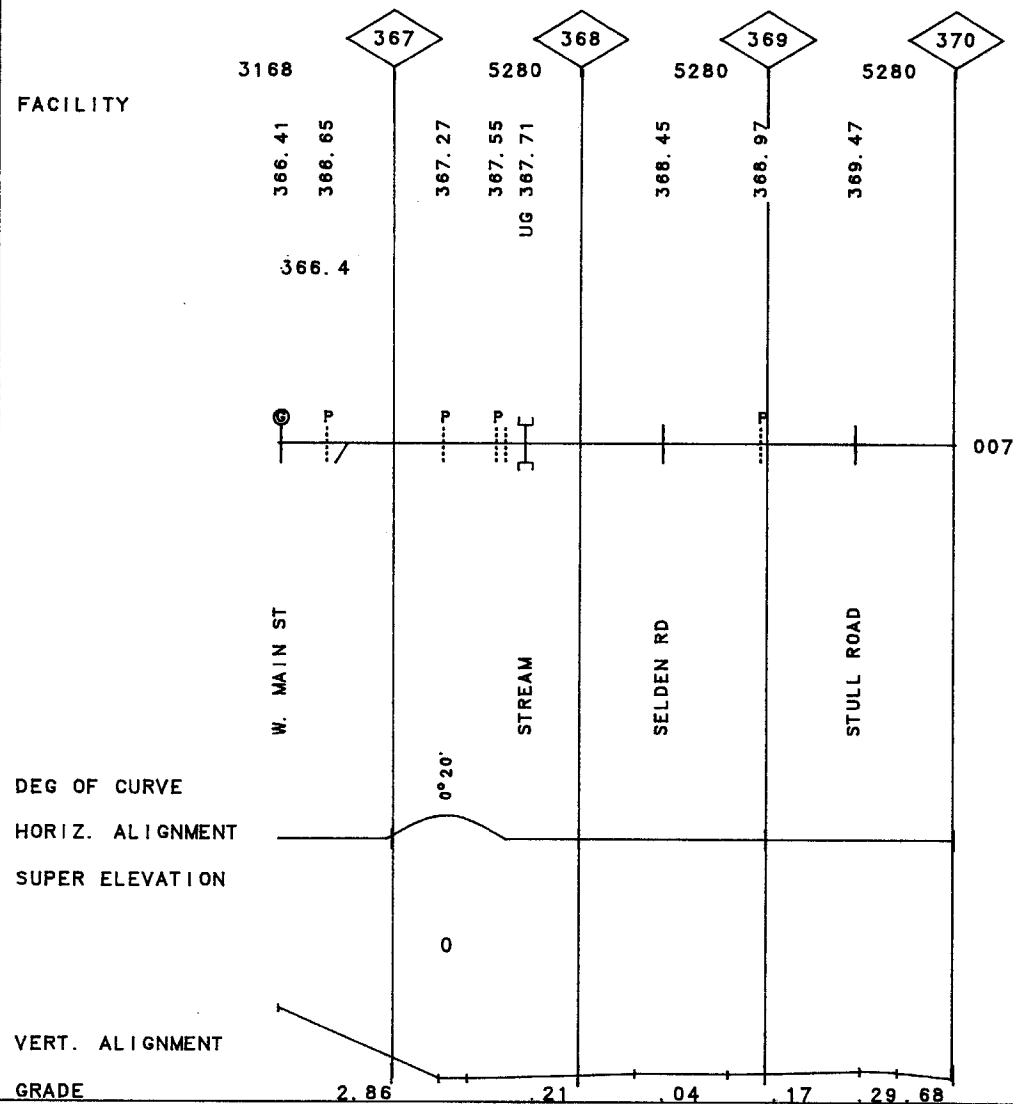 367 368 369 370
3168 5280 5280 5280
FACILITY
366.41 366.65 367.27 367.55 UG 367.71 368.45 368.97 369.47
366.4
G P P P P
007
W. MAIN ST STREAM SELDEN RD STULL ROAD
DEG OF CURVE 0°20'
HORIZ. ALIGNMENT
SUPER ELEVATION
0
VERT. ALIGNMENT
GRADE 2.86 .21 .04 .17 .29 .68